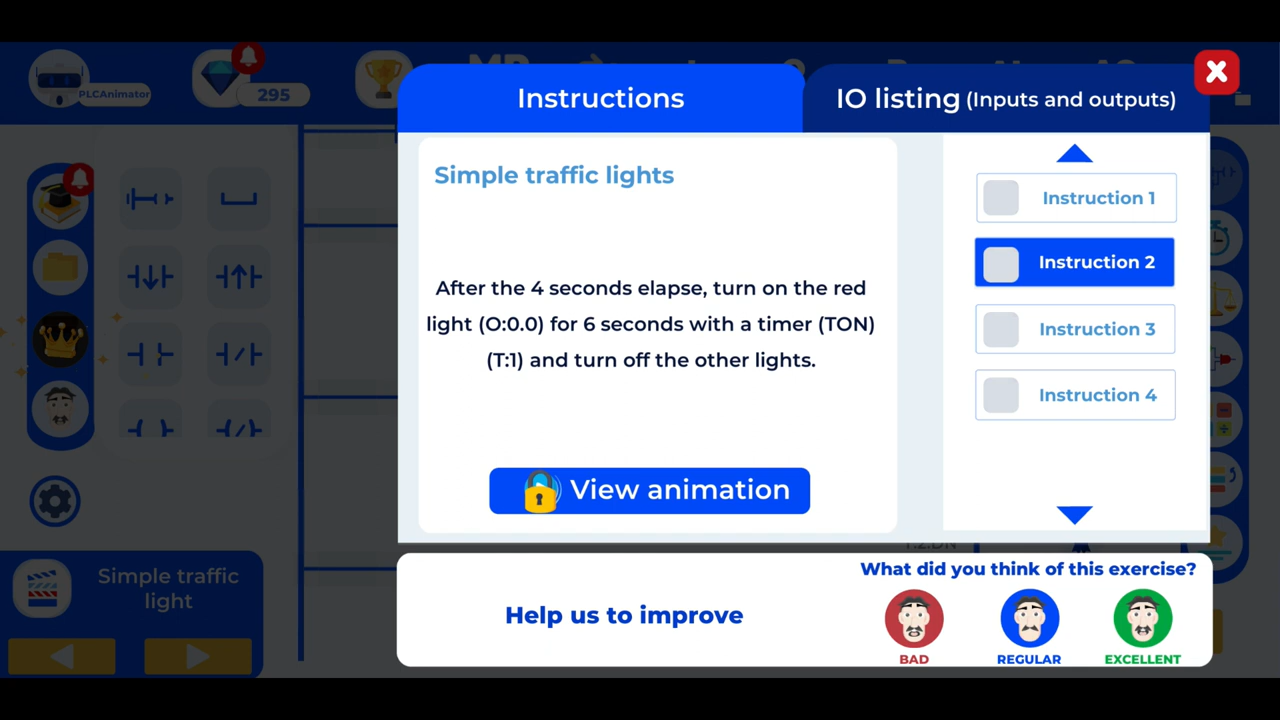 PLCAnimator
295
Instructions
IO listing (Inputs and outputs)
Simple traffic lights
After the 4 seconds elapse, turn on the red
light (O:0.0) for 6 seconds with a timer (TON)
(T:1) and turn off the other lights.
View animation
Instruction 1
Instruction 2
Instruction 3
Instruction 4
Simple traffic
light
Help us to improve
What did you think of this exercise?
BAD
REGULAR
EXCELLENT